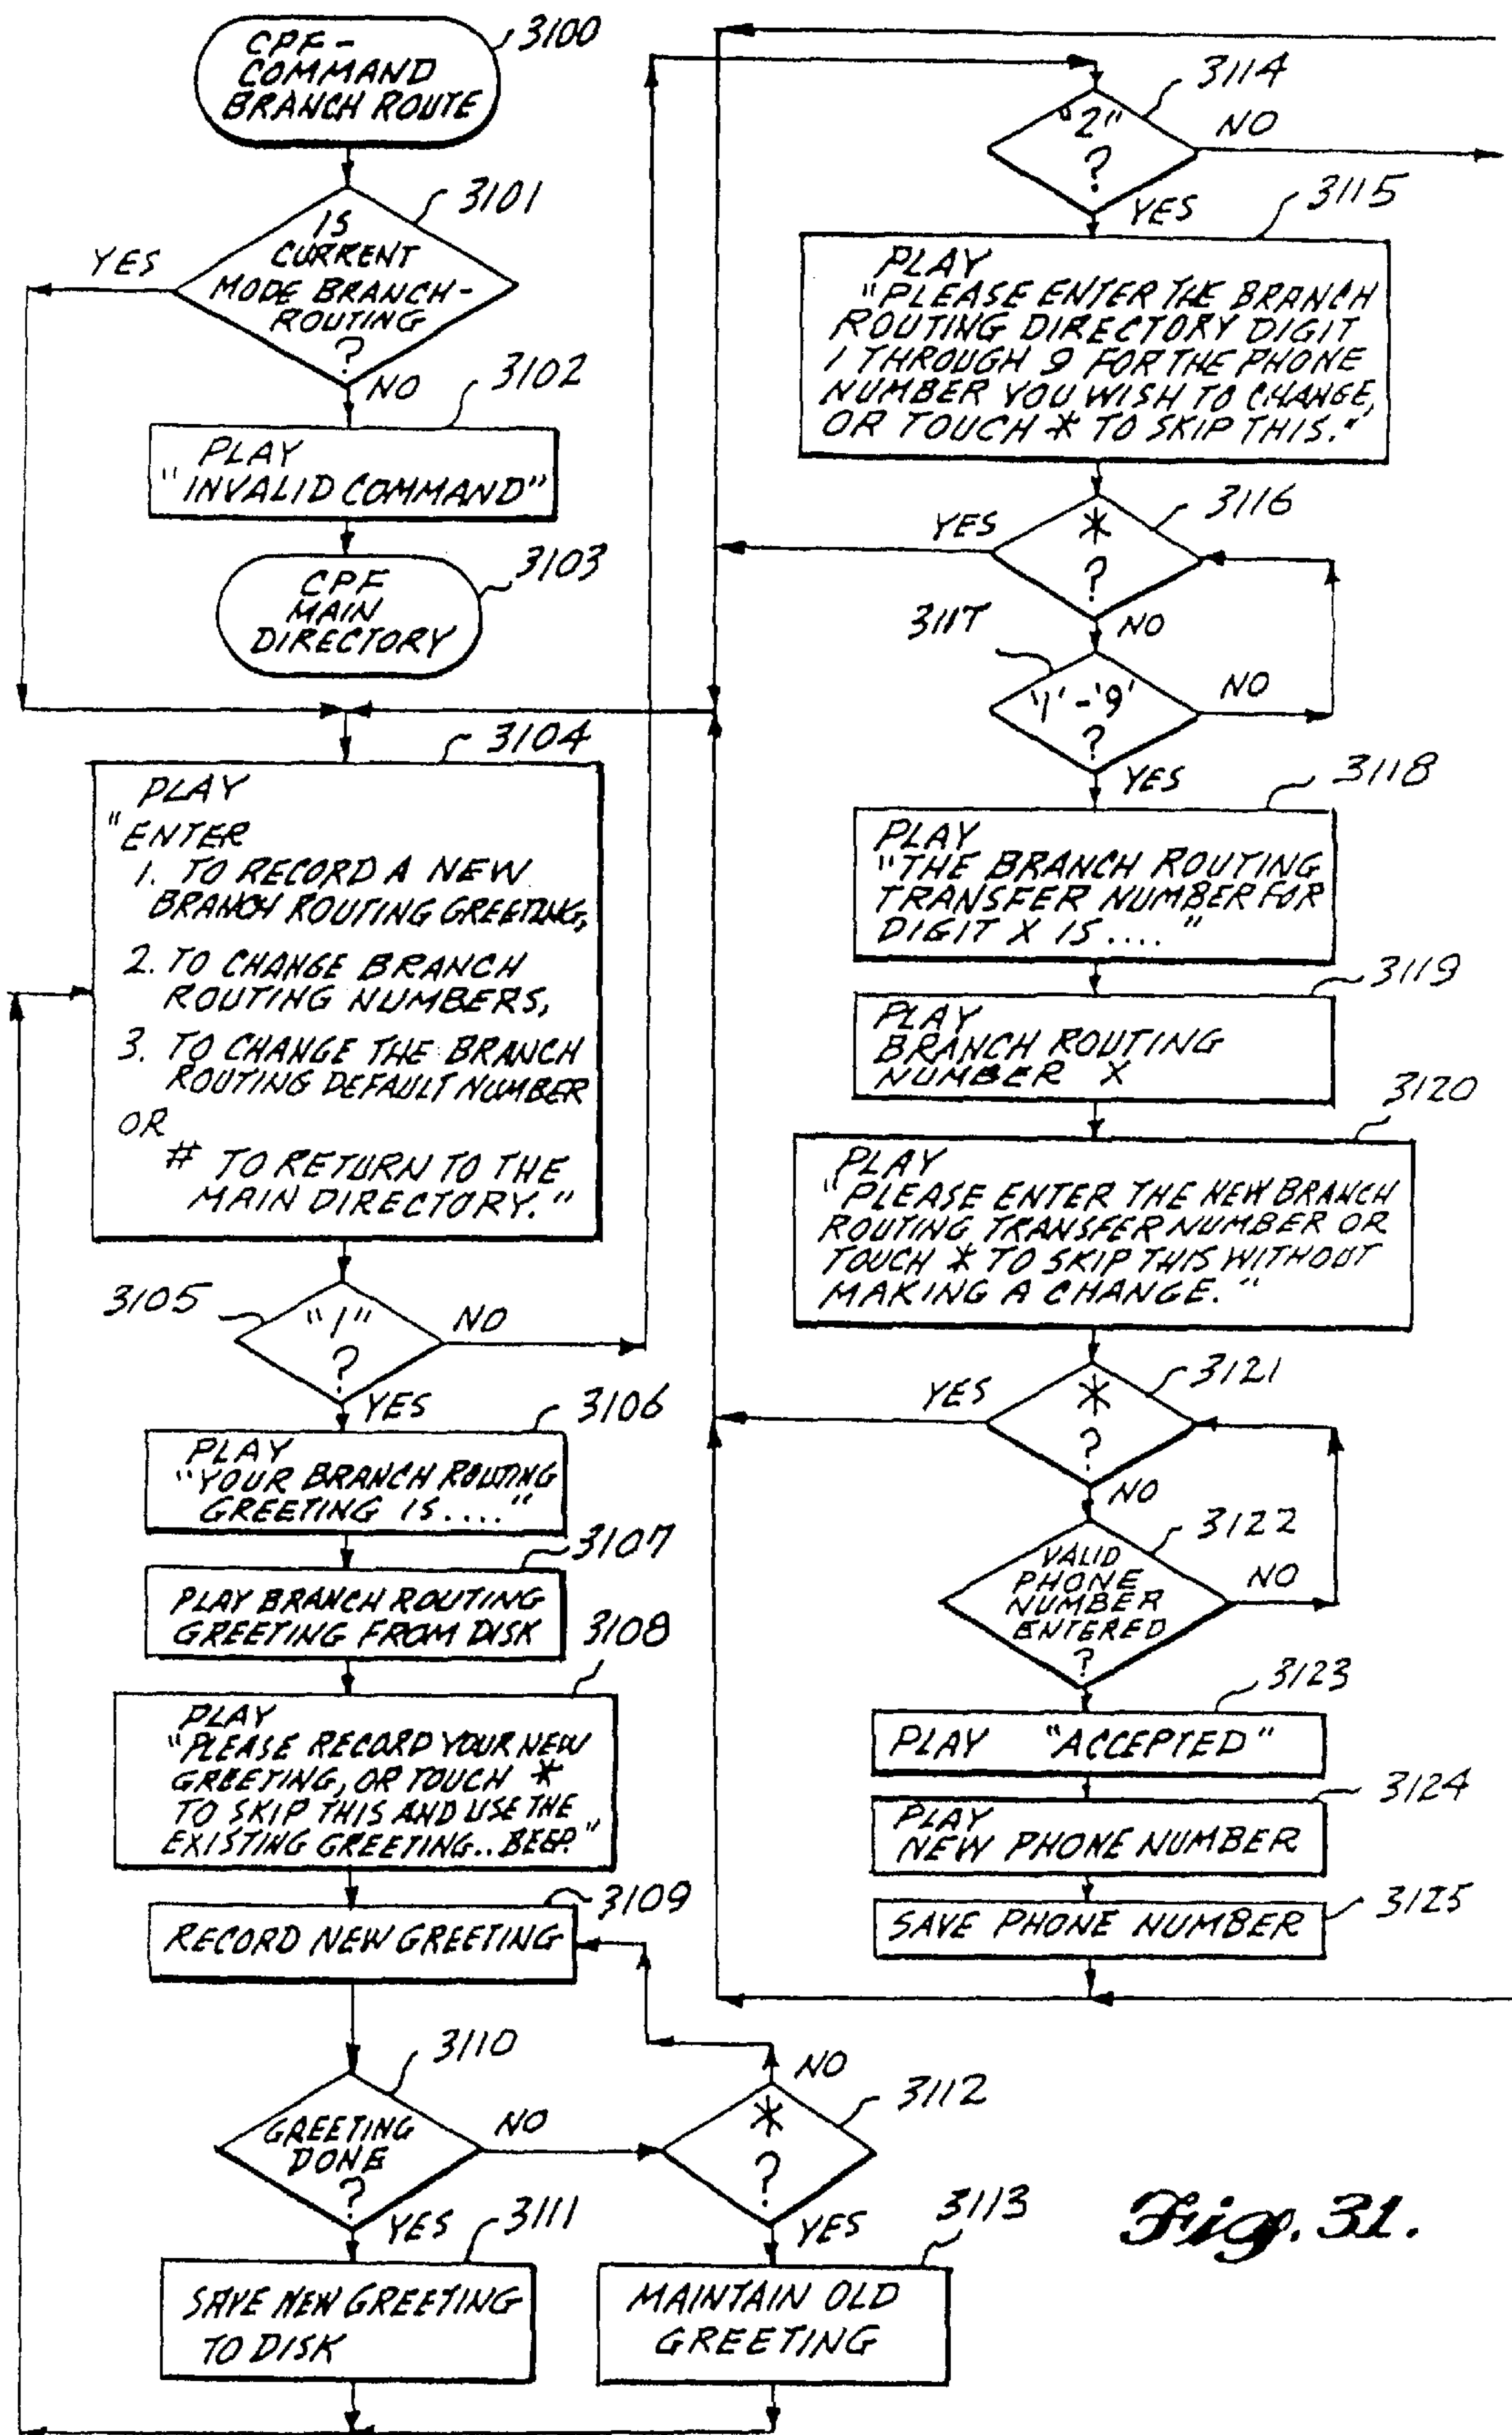 CPF-
COMMAND
BRANCH ROUTE
3100
IS
CURRENT
MODE BRANCH-
ROUTING
?
3101
YES
NO
3102
PLAY
"INVALID COMMAND"
CPF
MAIN
DIRECTORY
3103
3104
PLAY
"ENTER
1. TO RECORD A NEW
BRANCH ROUTING GREETING,
2. TO CHANGE BRANCH
ROUTING NUMBERS,
3. TO CHANGE THE BRANCH
ROUTING DEFAULT NUMBER
OR
# TO RETURN TO THE
MAIN DIRECTORY."
3105
"1"
?
NO
YES
3106
PLAY
"YOUR BRANCH ROUTING
GREETING IS...."
3107
PLAY BRANCH ROUTING
GREETING FROM DISK
3108
PLAY
"PLEASE RECORD YOUR NEW
GREETING, OR TOUCH *
TO SKIP THIS AND USE THE
EXISTING GREETING..BEEP."
3109
RECORD NEW GREETING
3110
GREETING
DONE
?
NO
YES
3111
SAVE NEW GREETING
TO DISK
3112
*
?
NO
YES
3113
MAINTAIN OLD
GREETING
3114
"2"
?
NO
YES
3115
PLAY
"PLEASE ENTER THE BRANCH
ROUTING DIRECTORY DIGIT
1 THROUGH 9 FOR THE PHONE
NUMBER YOU WISH TO CHANGE,
OR TOUCH * TO SKIP THIS."
3116
*
?
YES
NO
3117
'1'-'9'
?
NO
YES
3118
PLAY
"THE BRANCH ROUTING
TRANSFER NUMBER FOR
DIGIT X IS...."
3119
PLAY
BRANCH ROUTING
NUMBER X
3120
PLAY
"PLEASE ENTER THE NEW BRANCH
ROUTING TRANSFER NUMBER OR
TOUCH * TO SKIP THIS WITHOUT
MAKING A CHANGE."
3121
*
?
YES
NO
3122
VALID
PHONE
NUMBER
ENTERED
?
NO
3123
PLAY "ACCEPTED"
3124
PLAY
NEW PHONE NUMBER
3125
SAVE PHONE NUMBER
Fig. 31.